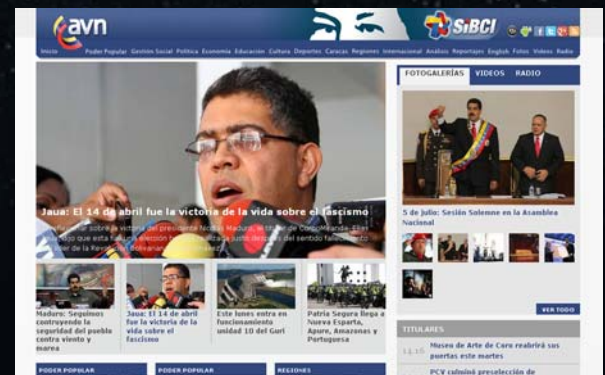 avn
SiBCI
Inicio Poder Popular Gestión Social Política Economía Educación Cultura Deportes Caracas Regiones Internacional Análisis Reportajes English Fotos Videos Radio
FOTOGALERÍAS VIDEOS RADIO
Jaua: El 14 de abril fue la victoria de la vida sobre el fascismo
5 de Julio: Sesión Solemne en la Asamblea
Nacional
Maduro: Seguimos
contruyendo la
seguridad del pueblo
contra viento y
marea
Jaua: El 14 de abril
fue la victoria de la
vida sobre el
fascismo
Este lunes entra en
funcionamiento
unidad 10 del Guri
Patria Segura llega a
Nueva Esparta,
Apure, Amazonas y
Portuguesa
VER TODO
TITULARES
Museo de Arte de Coro reabrirá sus
puertas este martes
PCV culminó preselección de
PODER POPULAR
PODER POPULAR
REGIONES